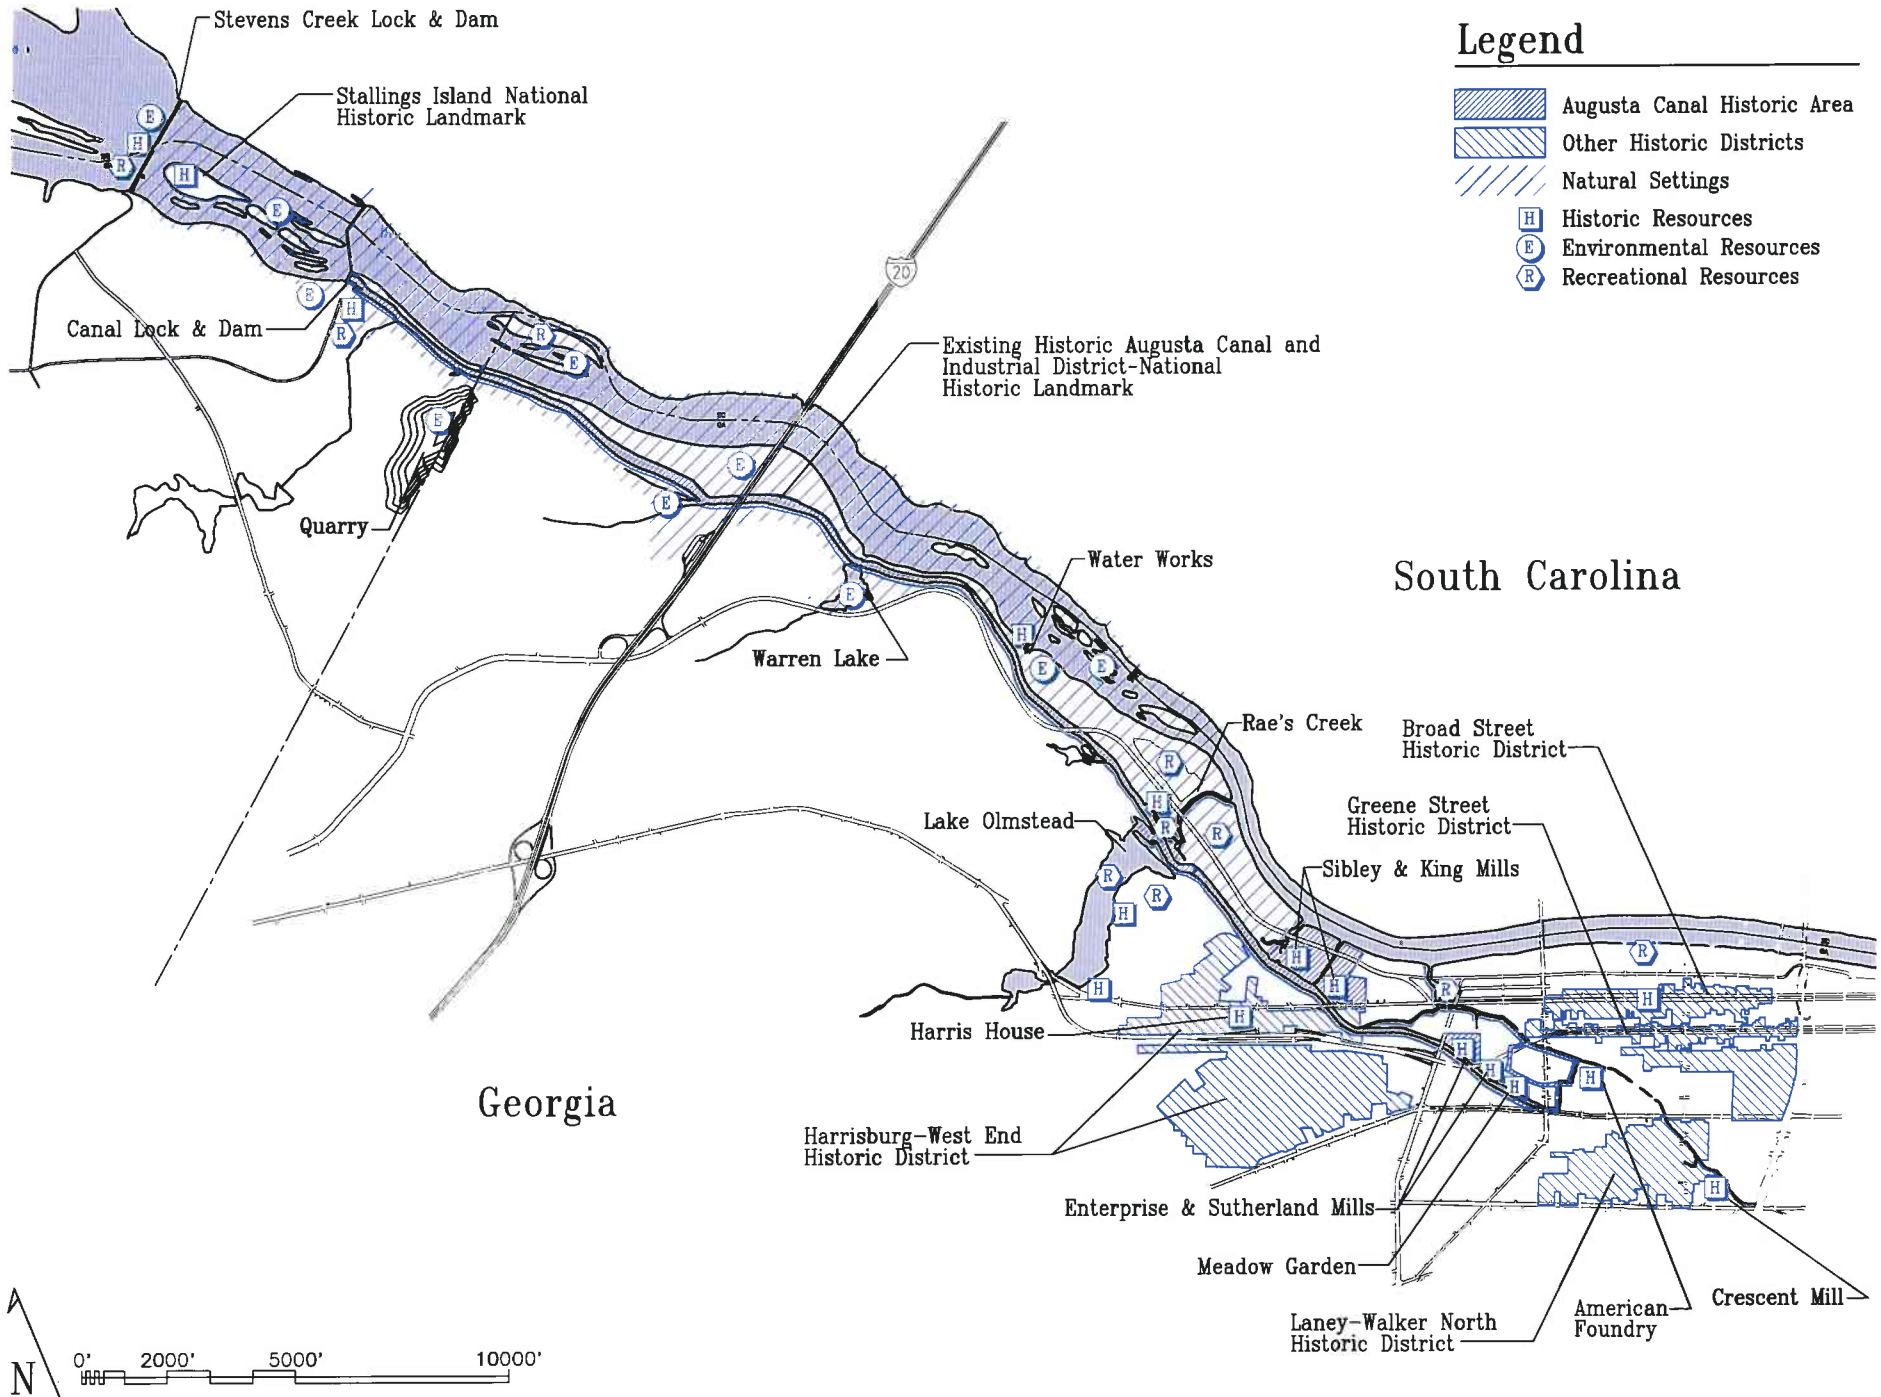 Stevens Creek Lock & Dam
Stallings Island National
Historic Landmark
Legend
Augusta Canal Historic Area
Other Historic Districts
Natural Settings
H Historic Resources
E Environmental Resources
R Recreational Resources
E
H
R
H
E
20
E
H
R
Canal Lock & Dam
R
E
Existing Historic Augusta Canal and
Industrial District-National
Historic Landmark
E
E
E
Quarry
Water Works
South Carolina
E
H
Warren Lake
E
E
Rae's Creek
Broad Street
Historic District
R
Greene Street
Historic District
H
R
R
Lake Olmstead
Sibley & King Mills
R
R
H
H
R
H
H
R
H
H
Harris House
H
H
H
H
Georgia
Harrisburg-West End
Historic District
H
Enterprise & Sutherland Mills
Meadow Garden
Crescent Mill
American
Foundry
Laney-Walker North
Historic District
N
0' 2000' 5000' 10000'